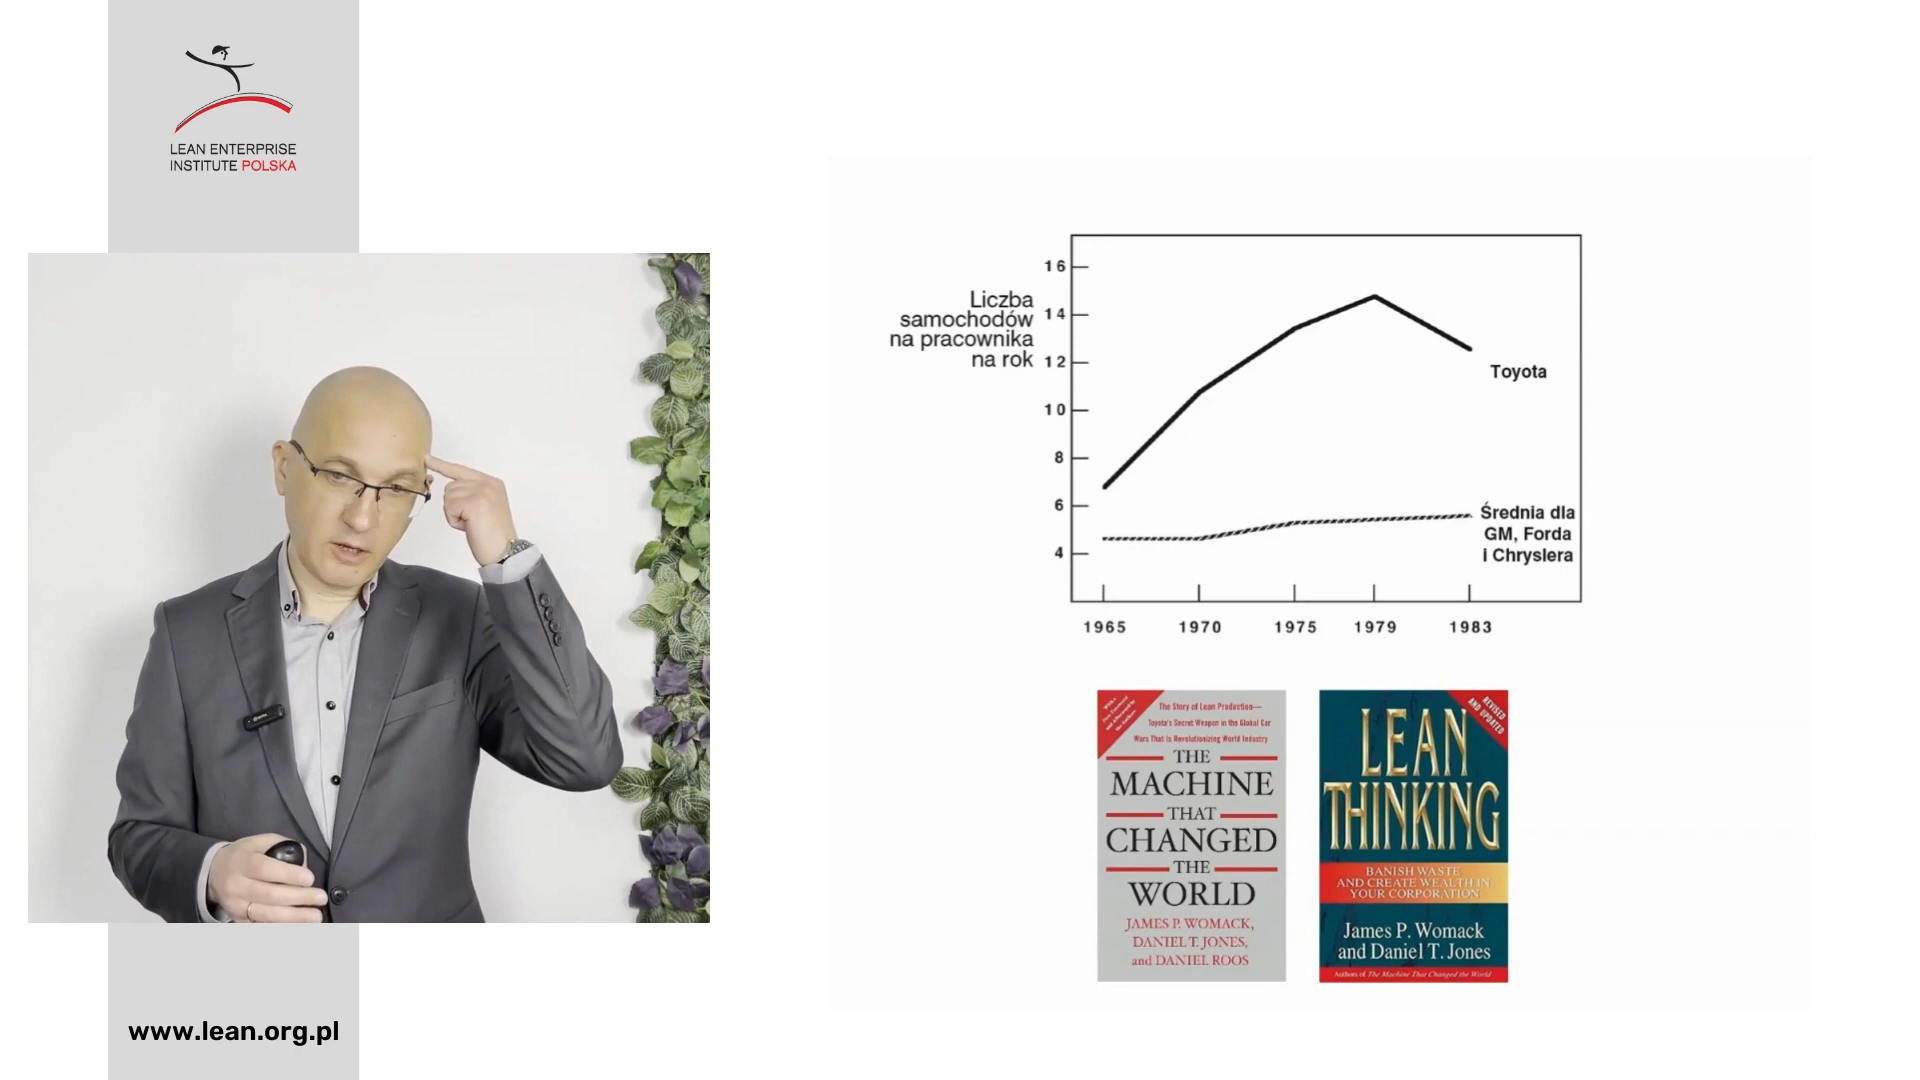 LEAN ENTERPRISE
INSTITUTE POLSKA
Liczba
samochodów
na pracownika
na rok
16
14
12
10
8
6
4
Toyota
Średnia dla
GM, Forda
i Chryslera
1965 1970 1975 1979 1983
The Story of Lean Production—
Toyota's Secret Weapon in the Global Car
Wars That Is Revolutionizing World Industry
THE
MACHINE
THAT
CHANGED
THE
WORLD
JAMES P. WOMACK,
DANIEL T. JONES,
and DANIEL ROOS
REVISED
AND UPDATED
LEAN
THINKING
BANISH WASTE
AND CREATE WEALTH IN
YOUR CORPORATION
James P. Womack
and Daniel T. Jones
Authors of The Machine That Changed the World
www.lean.org.pl